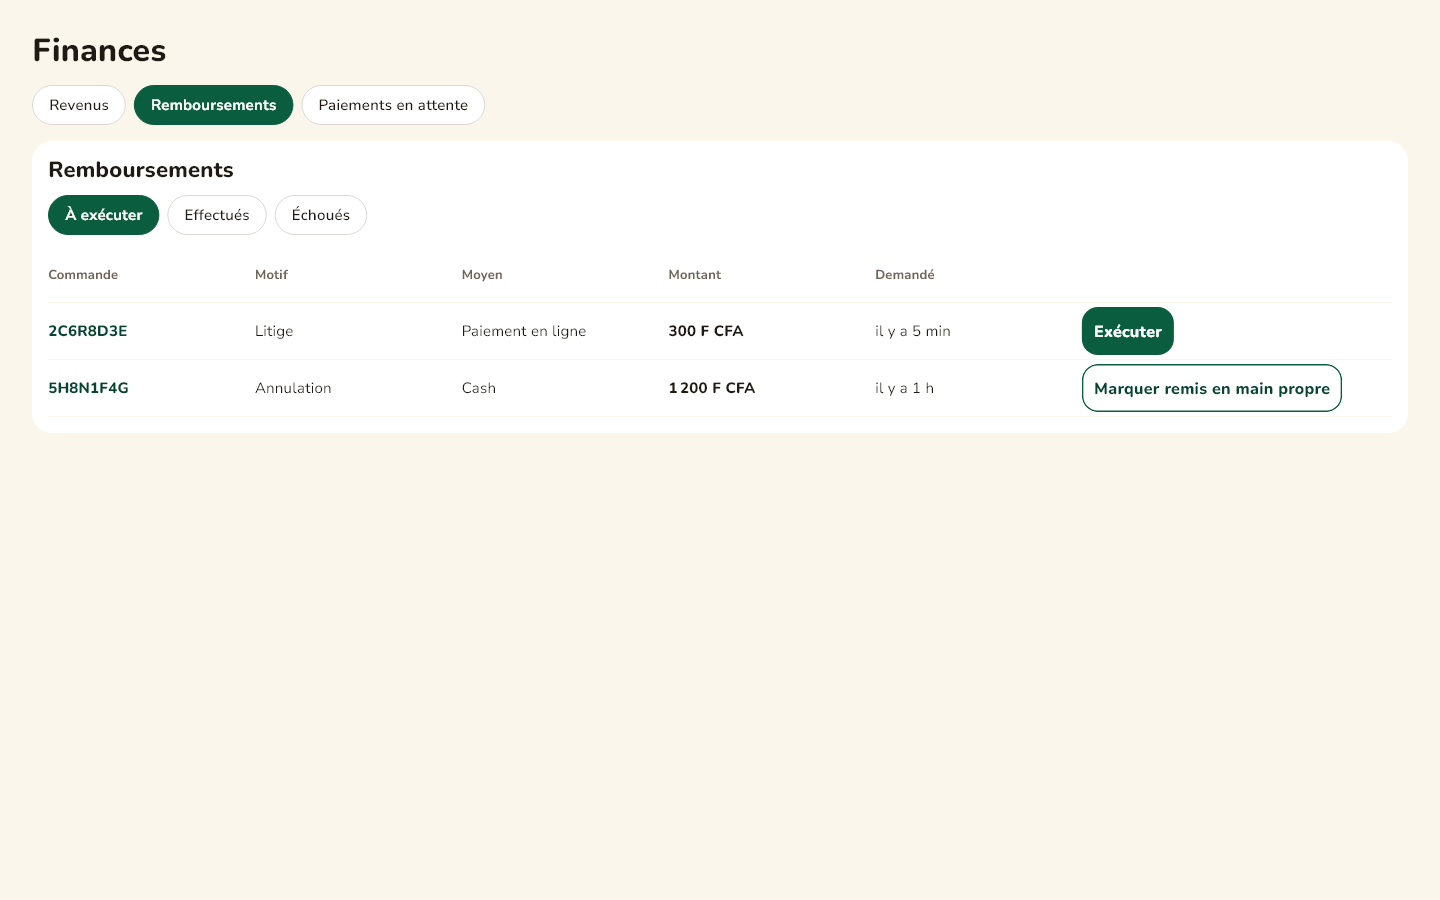 Finances
Revenus Remboursements Paiements en attente
Remboursements
À exécuter Effectués Échoués
Commande Motif Moyen Montant Demandé
2C6R8D3E Litige Paiement en ligne 300 F CFA il y a 5 min Exécuter
5H8N1F4G Annulation Cash 1 200 F CFA il y a 1 h Marquer remis en main propre